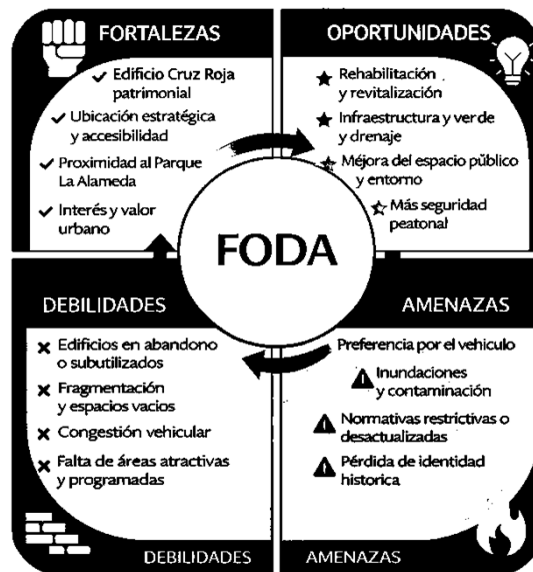 FORTALEZAS
Edificio Cruz Roja
patrimonial
Ubicación estratégica
y accesibilidad
Proximidad al Parque
La Alameda
Interés y valor
urbano
OPORTUNIDADES
Rehabilitación
y revitalización
Infraestructura y verde
y drenaje
Méjora del espacio público
y entorno
Más seguridad
peatonal
FODA
DEBILIDADES
Edificios en abandono
o subutilizados
Fragmentación
y espacios vacios
Congestión vehicular
Falta de áreas atractivas
y programadas
DEBILIDADES
AMENAZAS
Preferencia por el vehiculo
Inundaciones
y contaminación
Normativas restrictivas o
desactualizadas
Pérdida de identidad
historica
AMENAZAS